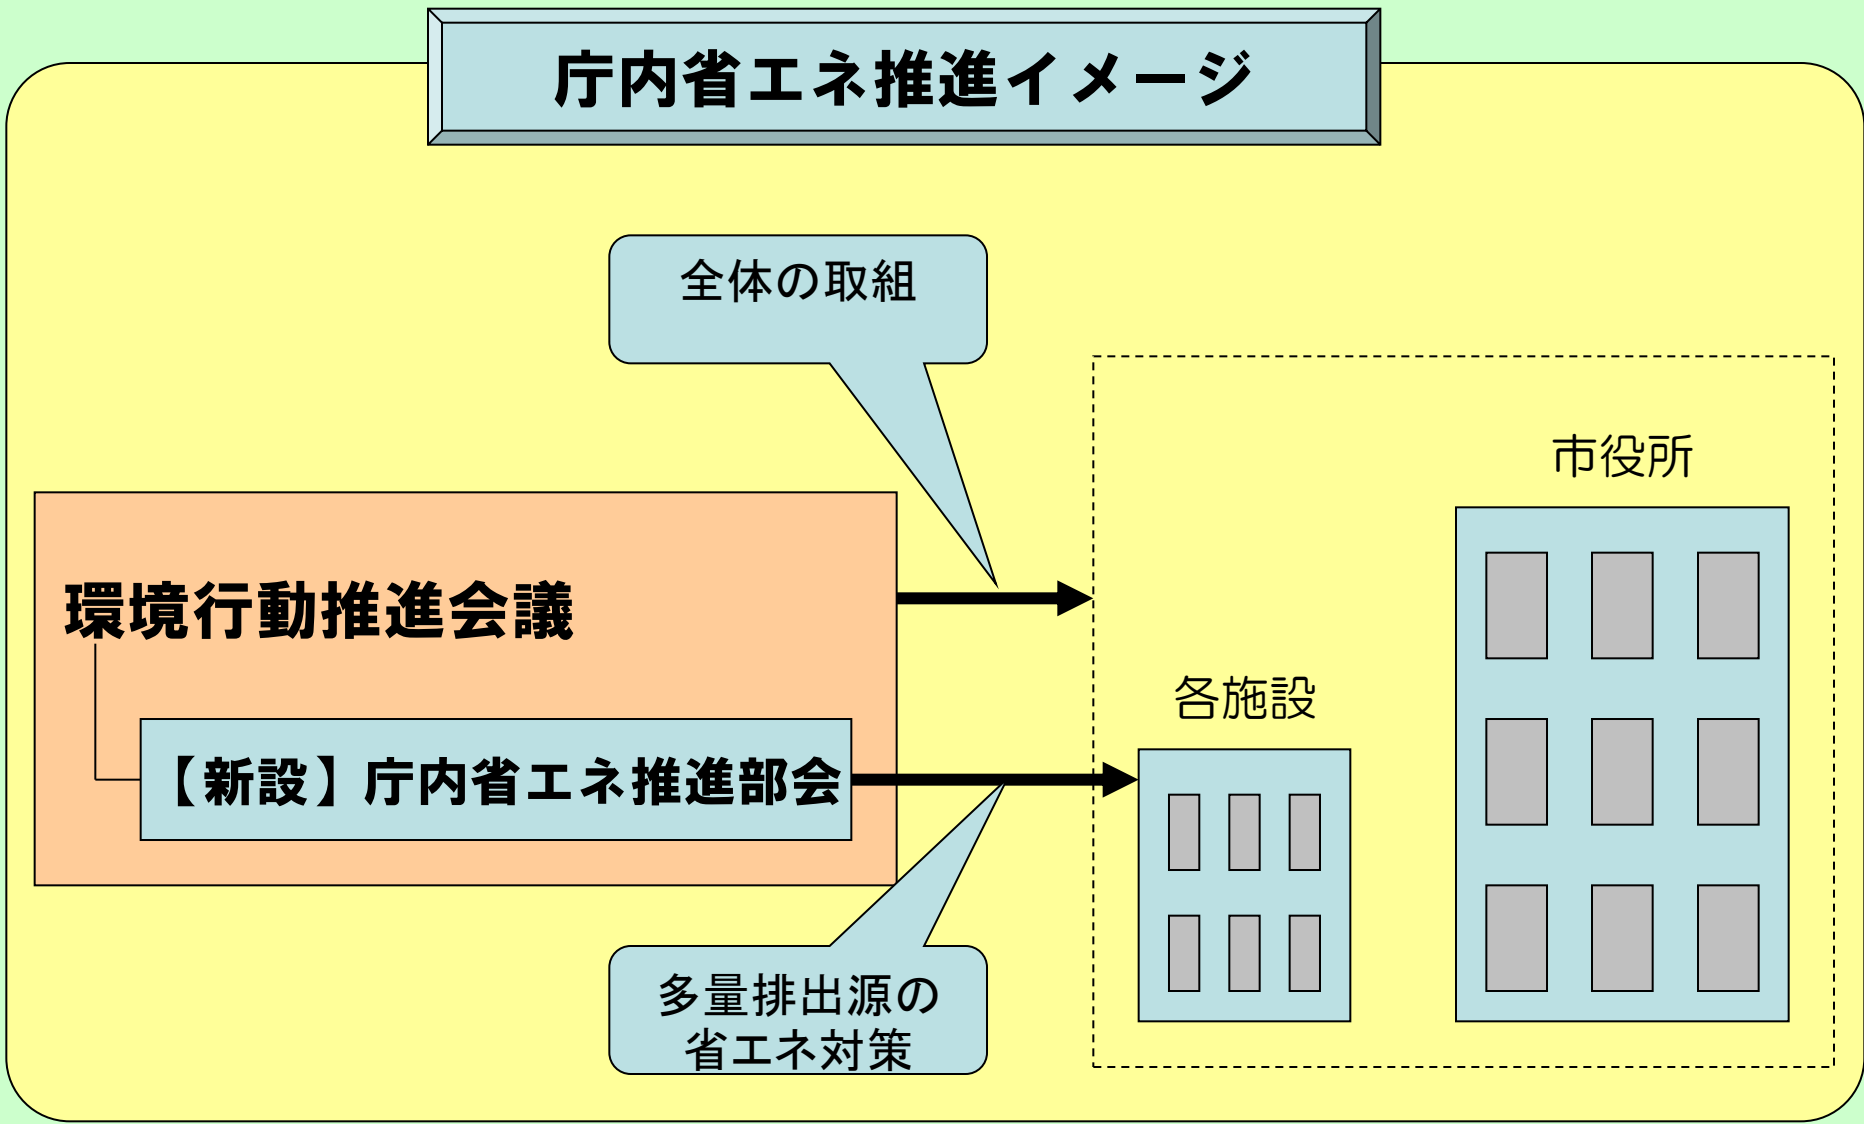 庁内省エネ推進イメージ
全体の取組
市役所
環境行動推進会議
各施設
【新設】庁内省エネ推進部会
多量排出源の
省エネ対策